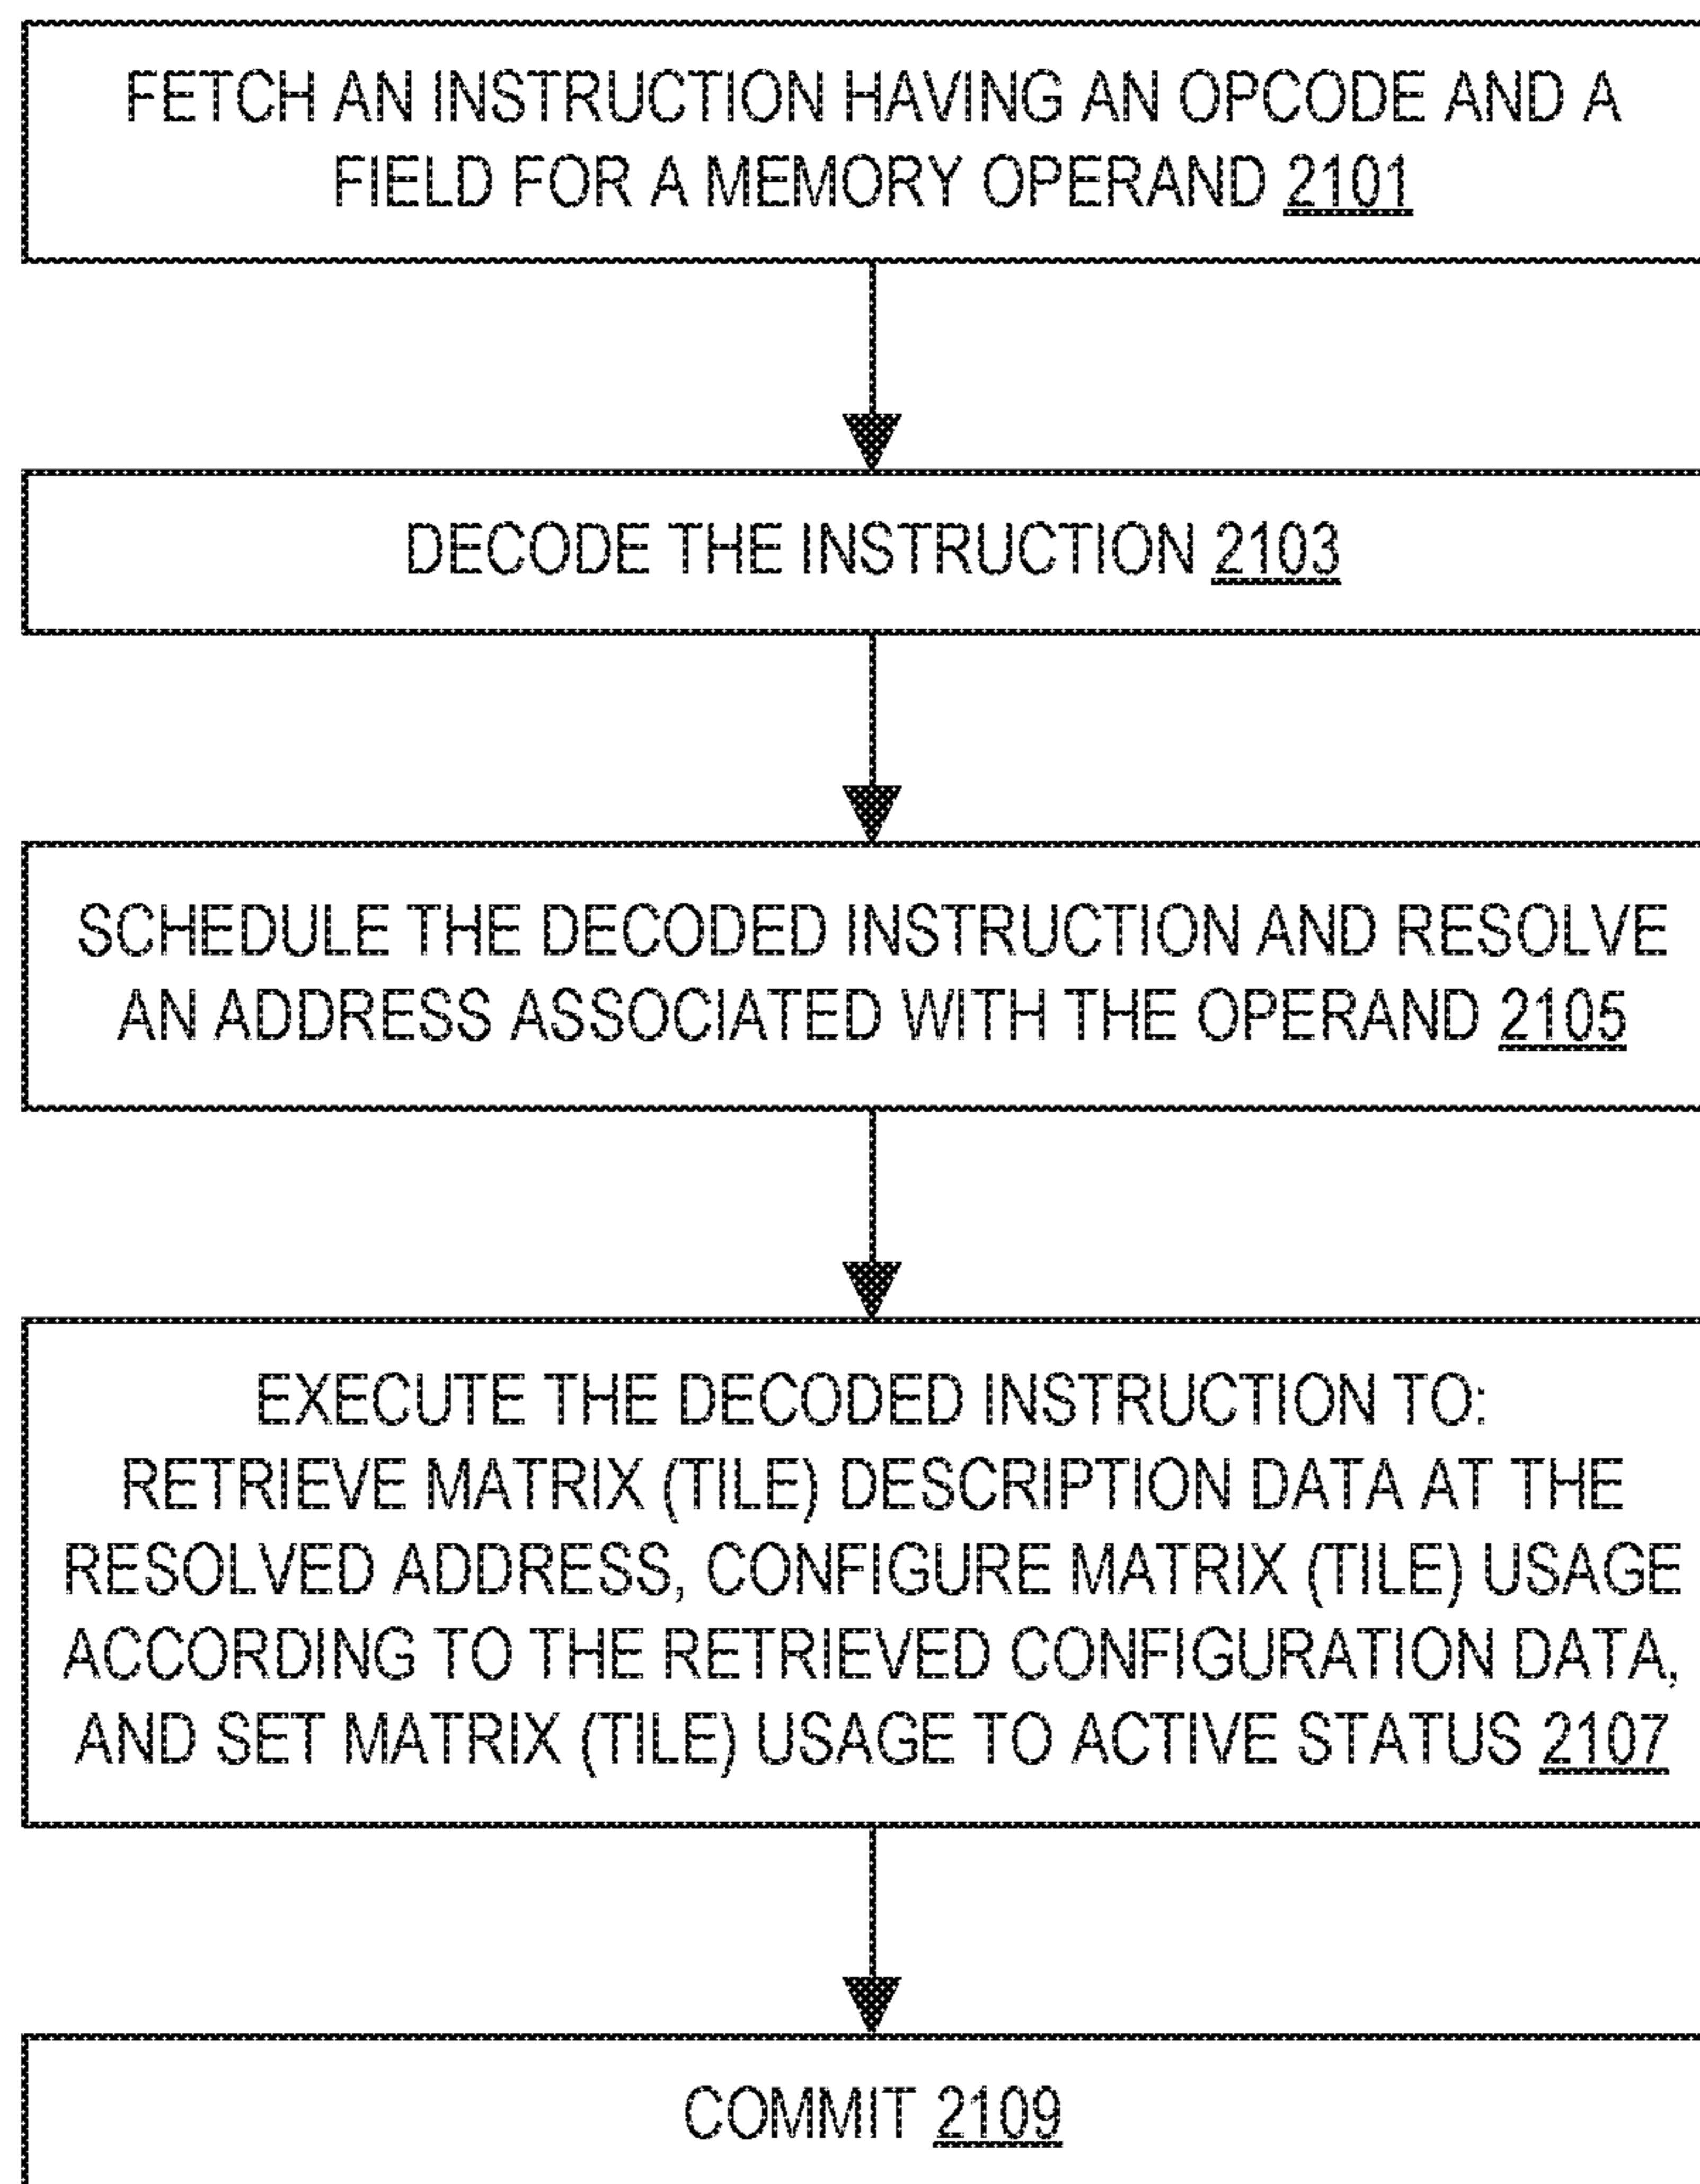 FETCH AN INSTRUCTION HAVING AN OPCODE AND A
FIELD FOR A MEMORY OPERAND 2101
DECODE THE INSTRUCTION 2103
SCHEDULE THE DECODED INSTRUCTION AND RESOLVE
AN ADDRESS ASSOCIATED WITH THE OPERAND 2105
EXECUTE THE DECODED INSTRUCTION TO:
RETRIEVE MATRIX (TILE) DESCRIPTION DATA AT THE
RESOLVED ADDRESS, CONFIGURE MATRIX (TILE) USAGE
ACCORDING TO THE RETRIEVED CONFIGURATION DATA,
AND SET MATRIX (TILE) USAGE TO ACTIVE STATUS 2107
COMMIT 2109